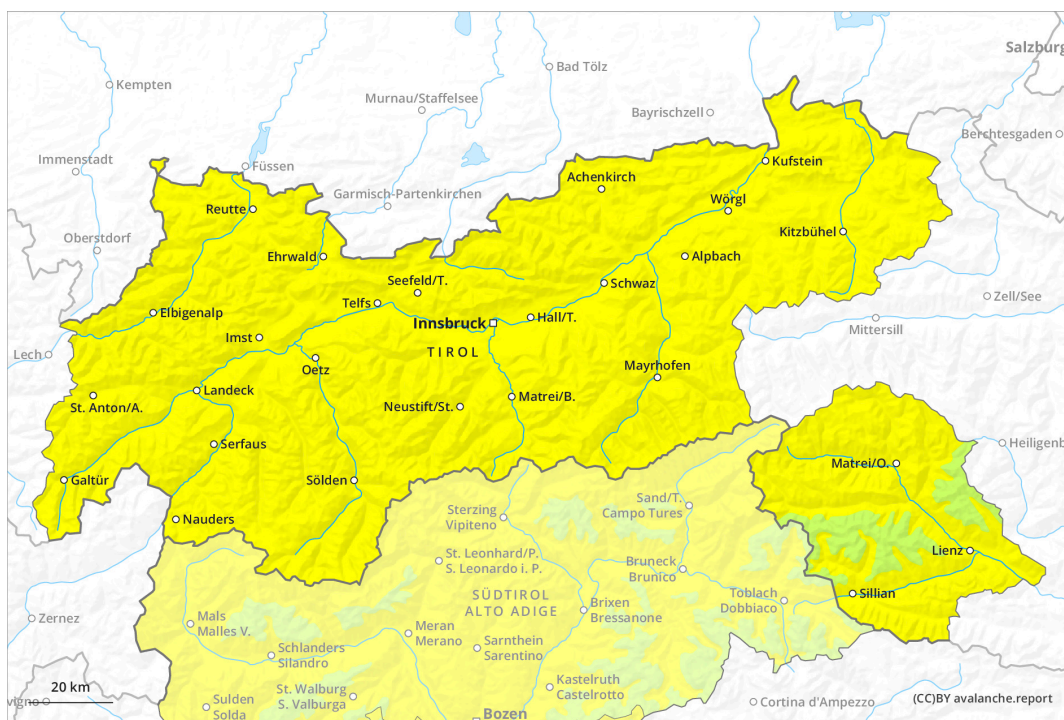 Salzburg
Bad Tölz
Kempten
Murnau/Staffelsee
Bayrischzell
Berchtesgaden
Immenstadt
Füssen
Kufstein
Achenkirch
Garmisch-Partenkirchen
Wörgl
Reutte
Oberstdorf
Kitzbühel
Ehrwald
Alpbach
Seefeld/T.
Schwaz
Zell/See
Telfs
Elbigenalp
Hall/T.
Innsbruck
Mittersill
Imst
Lech
TIROL
Oetz
Mayrhofen
Landeck
Matrei/B.
St. Anton/A.
Neustift/St.
Serfaus
Heiligenb
Matrei/O.
Galtür
Sölden
Sand/T.
Campo Tures
Sterzing
Vipiteno
Nauders
Lienz
St. Leonhard/P.
S. Leonardo i. P.
Bruneck
Brunico
SÜDTIROL
ALTO ADIGE
Sillian
Toblach
Dobbiaco
Brixen
Bressanone
Zernez
Mals
Malles V.
Meran
Merano
Sarnthein
Sarentino
Schlanders
Silandro
Kastelruth
Castelrotto
20 km
St. Walburg
S. Valburga
vigno
Sulden
Solda
Cortina d'Ampezzo
(CC)BY avalanche.report
Bozen